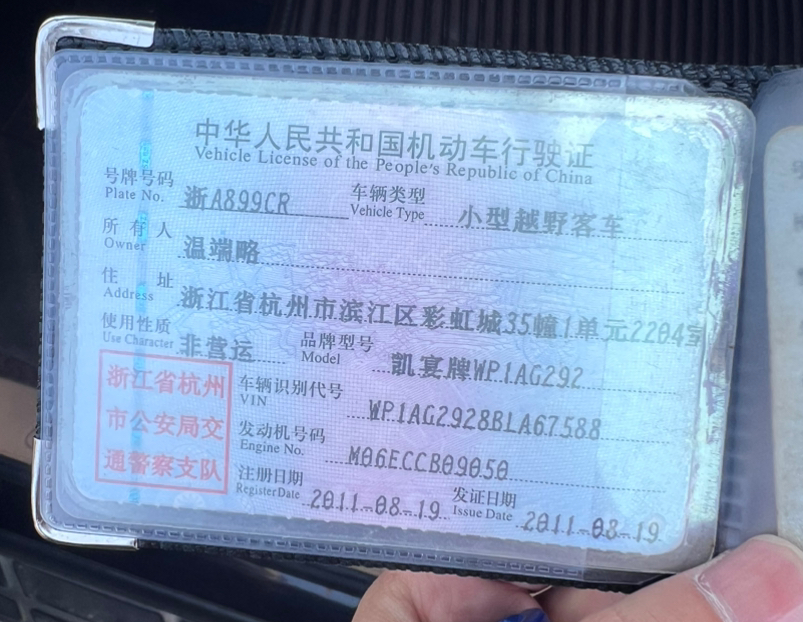 中华人民共和国机动车行驶证
Vehicle License of the People's Republic of China
号牌号码 浙A899CR 车辆类型 小型越野客车
Plate No. Vehicle Type
所有人 温端略
Owner
住址 浙江省杭州市滨江区彩虹城35幢1单元2204室
Address
使用性质 非营运 品牌型号 凯宴牌WP1AG292
Use Character Model
浙江省杭州
市公安局交
通警察支队
车辆识别代号 WP1AG2928BLA67588
VIN
发动机号码 M06ECCB09050
Engine No.
注册日期 2011-08-19 发证日期 2011-08-19
Register Date Issue Date